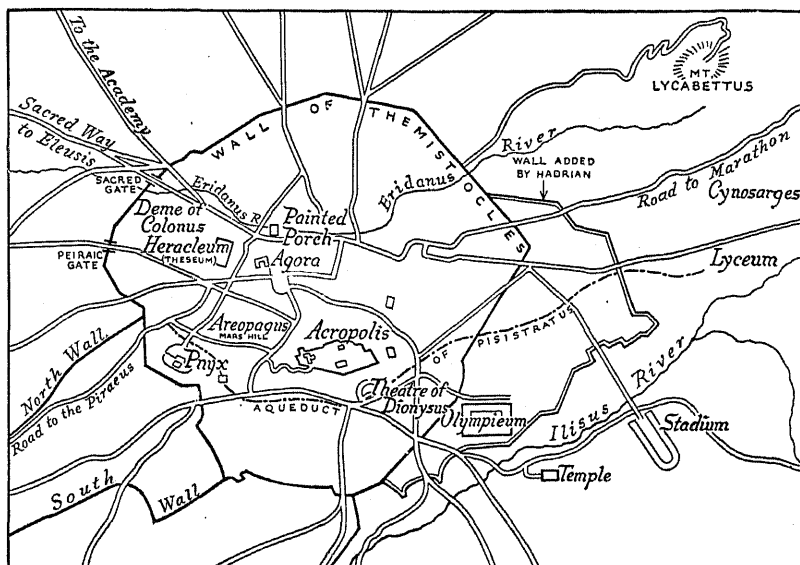 To the Academy
MT.
LYCABETTUS
Sacred Way
to Eleusis
WALL OF THEMISTOCLES
River
WALL ADDED
BY HADRIAN
Road to Marathon
Cynosarges
SACRED
GATE
Eridanus R.
Eridanus
Deme of
Colonus
Painted
Porch
Heracleum
(THESEUM)
PEIRAIC
GATE
Agora
Lyceum
Areopagus
MARS' HILL
Acropolis
OF PISISTRATUS
North Wall
Pnyx
Road to the Piraeus
AQUEDUCT
Theatre of
Dionysus
Olympieum
Ilisus River
Stadium
South Wall
Temple